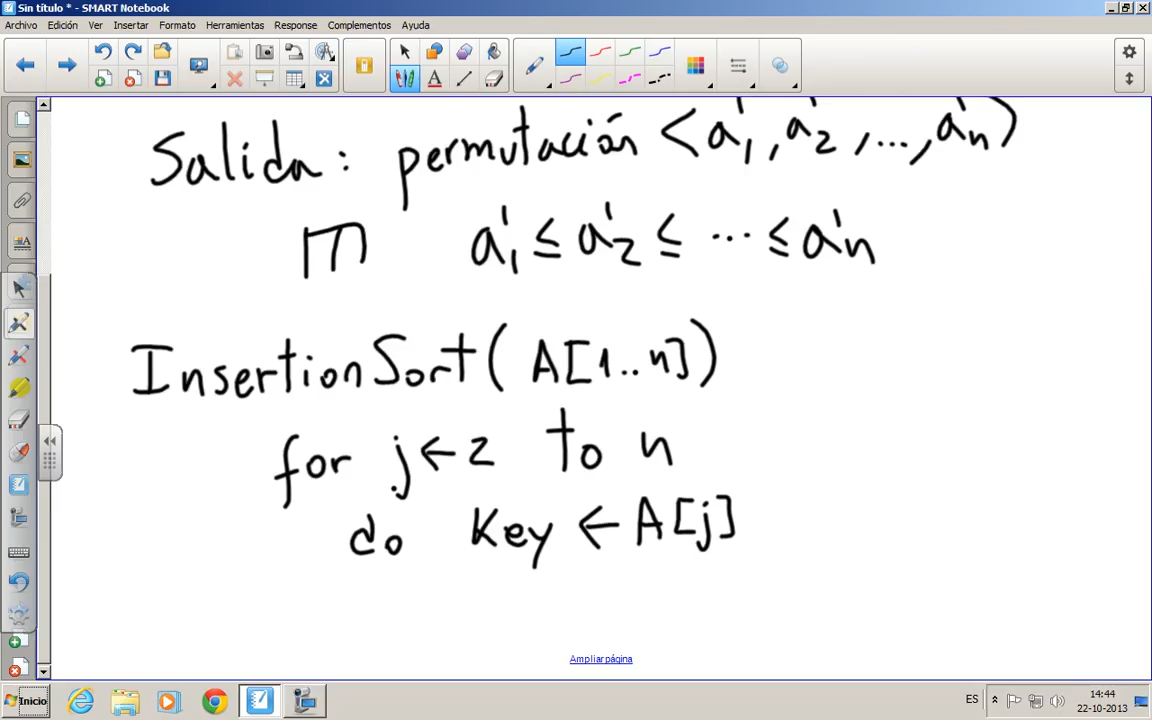 Sin título * - SMART Notebook
Archivo Edición Ver Insertar Formato Herramientas Response Complementos Ayuda
Salida: permutación <a'1, a'2, ..., a'n>
a'1 ≤ a'2 ≤ ... ≤ a'n
InsertionSort(A[1..n])
for j ← 2 to n
do Key ← A[j]
Ampliar página
Inicio
ES
14:44
22-10-2013